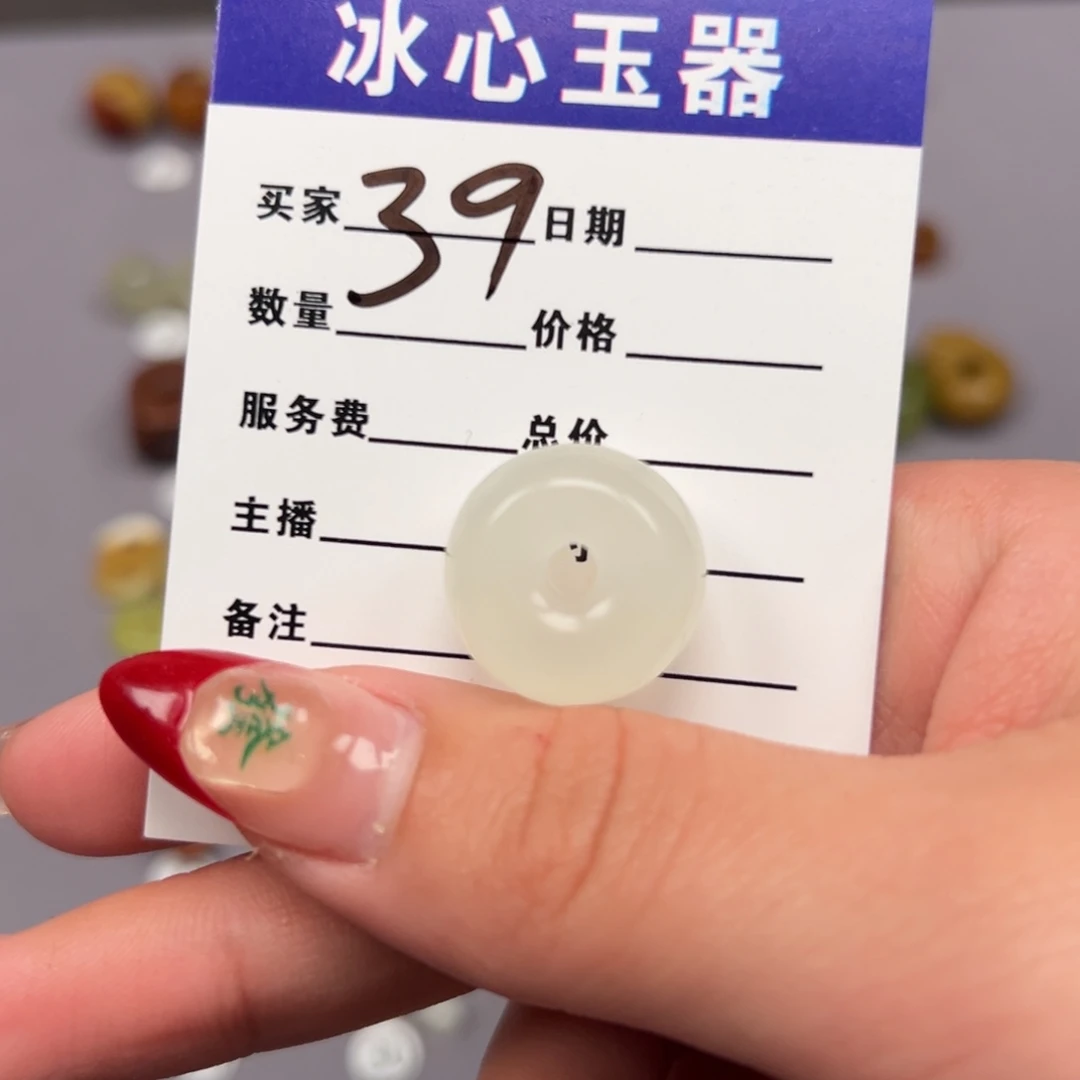 冰心玉器
买家 39 日期
数量 价格
服务费 总价
主播
备注
發